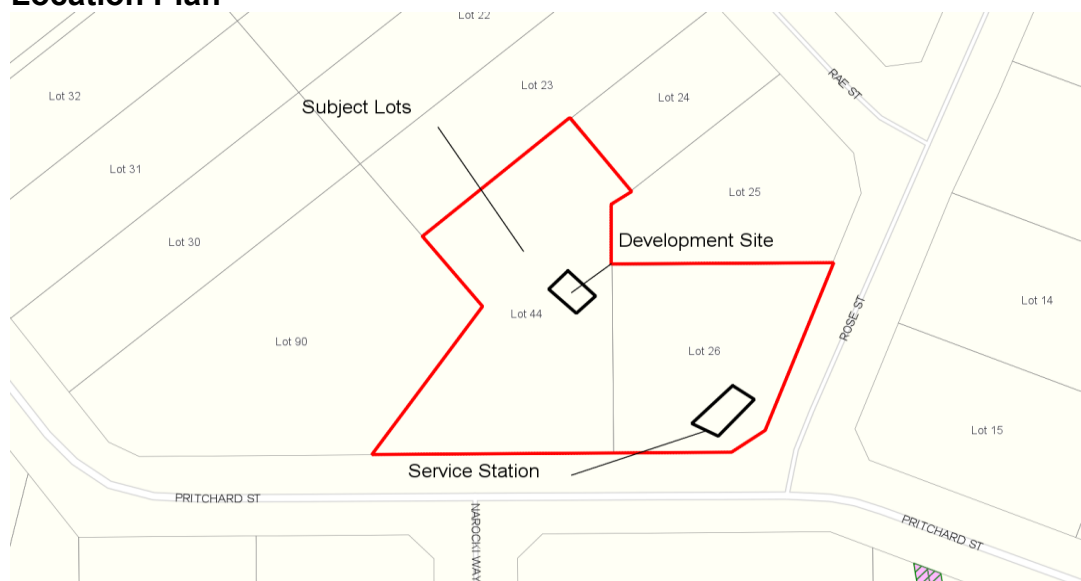 Location Plan
Lot 22
Lot 32
Lot 23
Lot 24
RAE ST
Subject Lots
Lot 31
Lot 25
Lot 30
Development Site
Lot 14
Lot 44
ROSE ST
Lot 90
Lot 26
Lot 15
Service Station
PRITCHARD ST
NAROCKI WAY
PRITCHARD ST